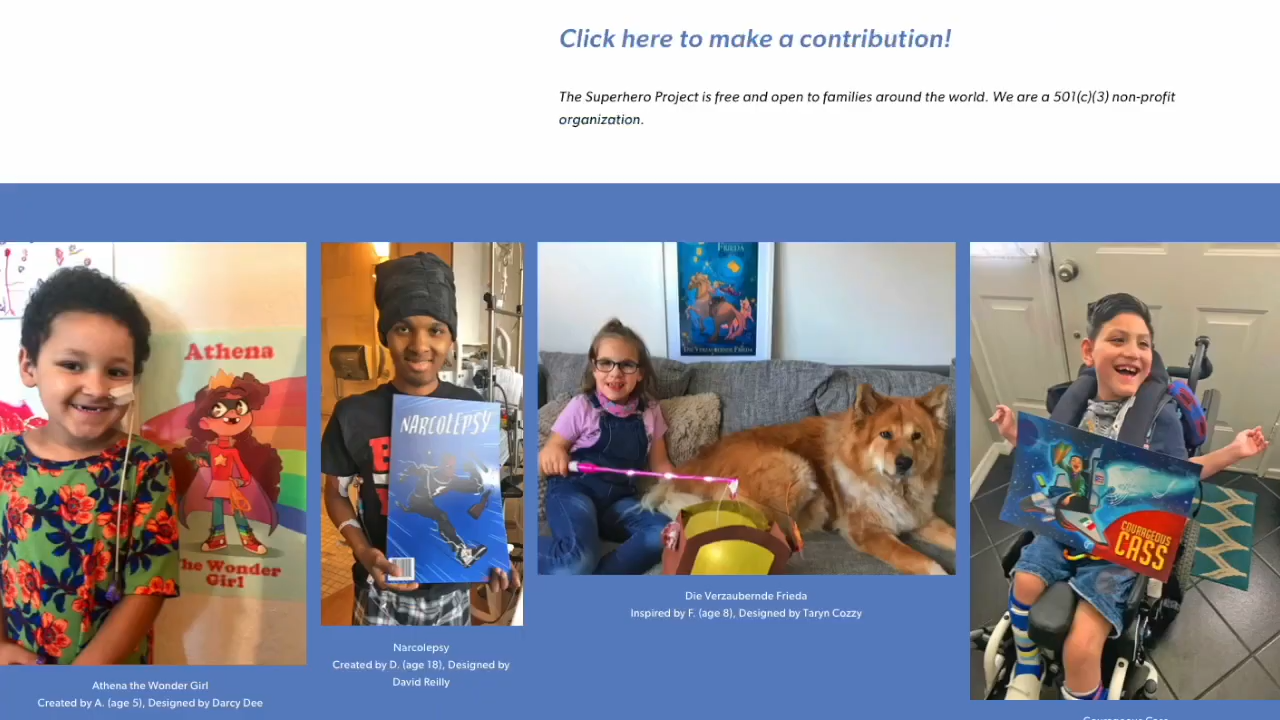 Click here to make a contribution!
The Superhero Project is free and open to families around the world. We are a 501(c)(3) non-profit
organization.
Athena
The Wonder
Girl
NARCOLEPSY
FRIEDA
DIE VERZAUBERNDE FRIEDA
COURAGEOUS
CASS
Die Verzaubernde Frieda
Inspired by F. (age 8), Designed by Taryn Cozzy
Narcolepsy
Created by D. (age 18), Designed by
David Reilly
Athena the Wonder Girl
Created by A. (age 5), Designed by Darcy Dee